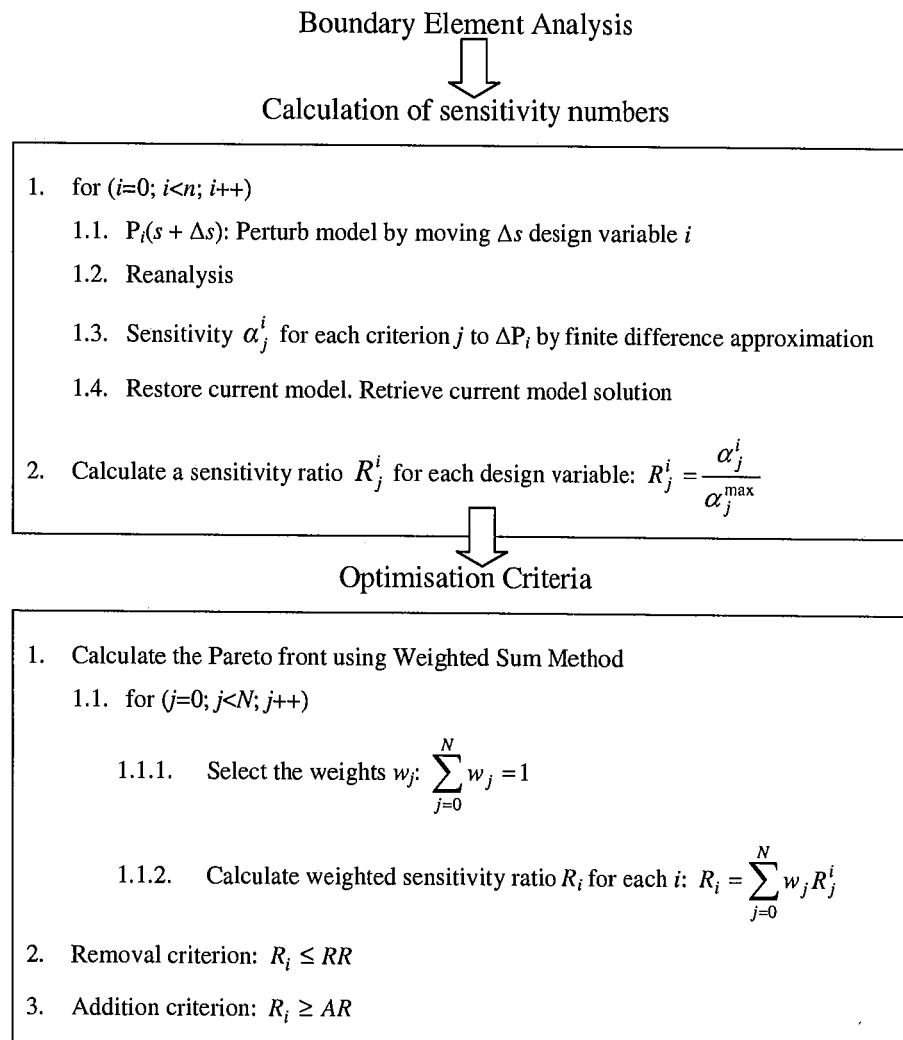 Boundary Element Analysis
Calculation of sensitivity numbers
1. for (i=0; i<n; i++)
1.1. Pᵢ(s + Δs): Perturb model by moving Δs design variable i
1.2. Reanalysis
1.3. Sensitivity α_j^i for each criterion j to ΔPᵢ by finite difference approximation
1.4. Restore current model. Retrieve current model solution
2. Calculate a sensitivity ratio R_j^i for each design variable: R_j^i = α_j^i / α_j^max
Optimisation Criteria
1. Calculate the Pareto front using Weighted Sum Method
1.1. for (j=0; j<N; j++)
1.1.1. Select the weights w_j: ∑_{j=0}^{N} w_j = 1
1.1.2. Calculate weighted sensitivity ratio R_i for each i: R_i = ∑_{j=0}^{N} w_j R_j^i
2. Removal criterion: R_i ≤ RR
3. Addition criterion: R_i ≥ AR